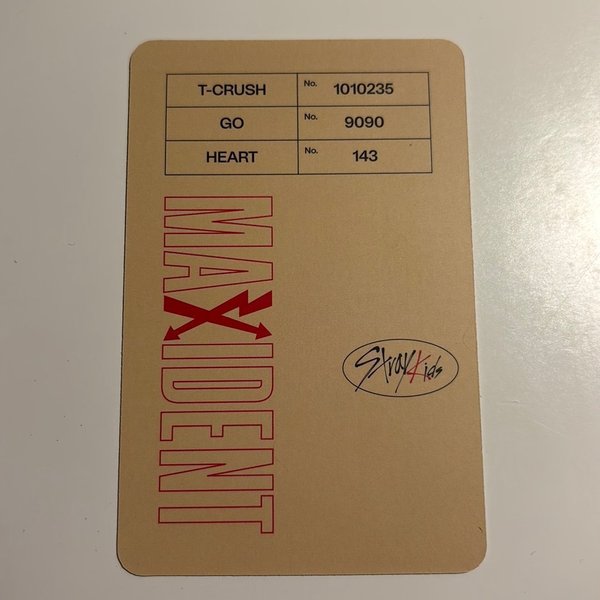 T-CRUSH No. 1010235
GO No. 9090
HEART No. 143
MAXIDENT
Stray Kids